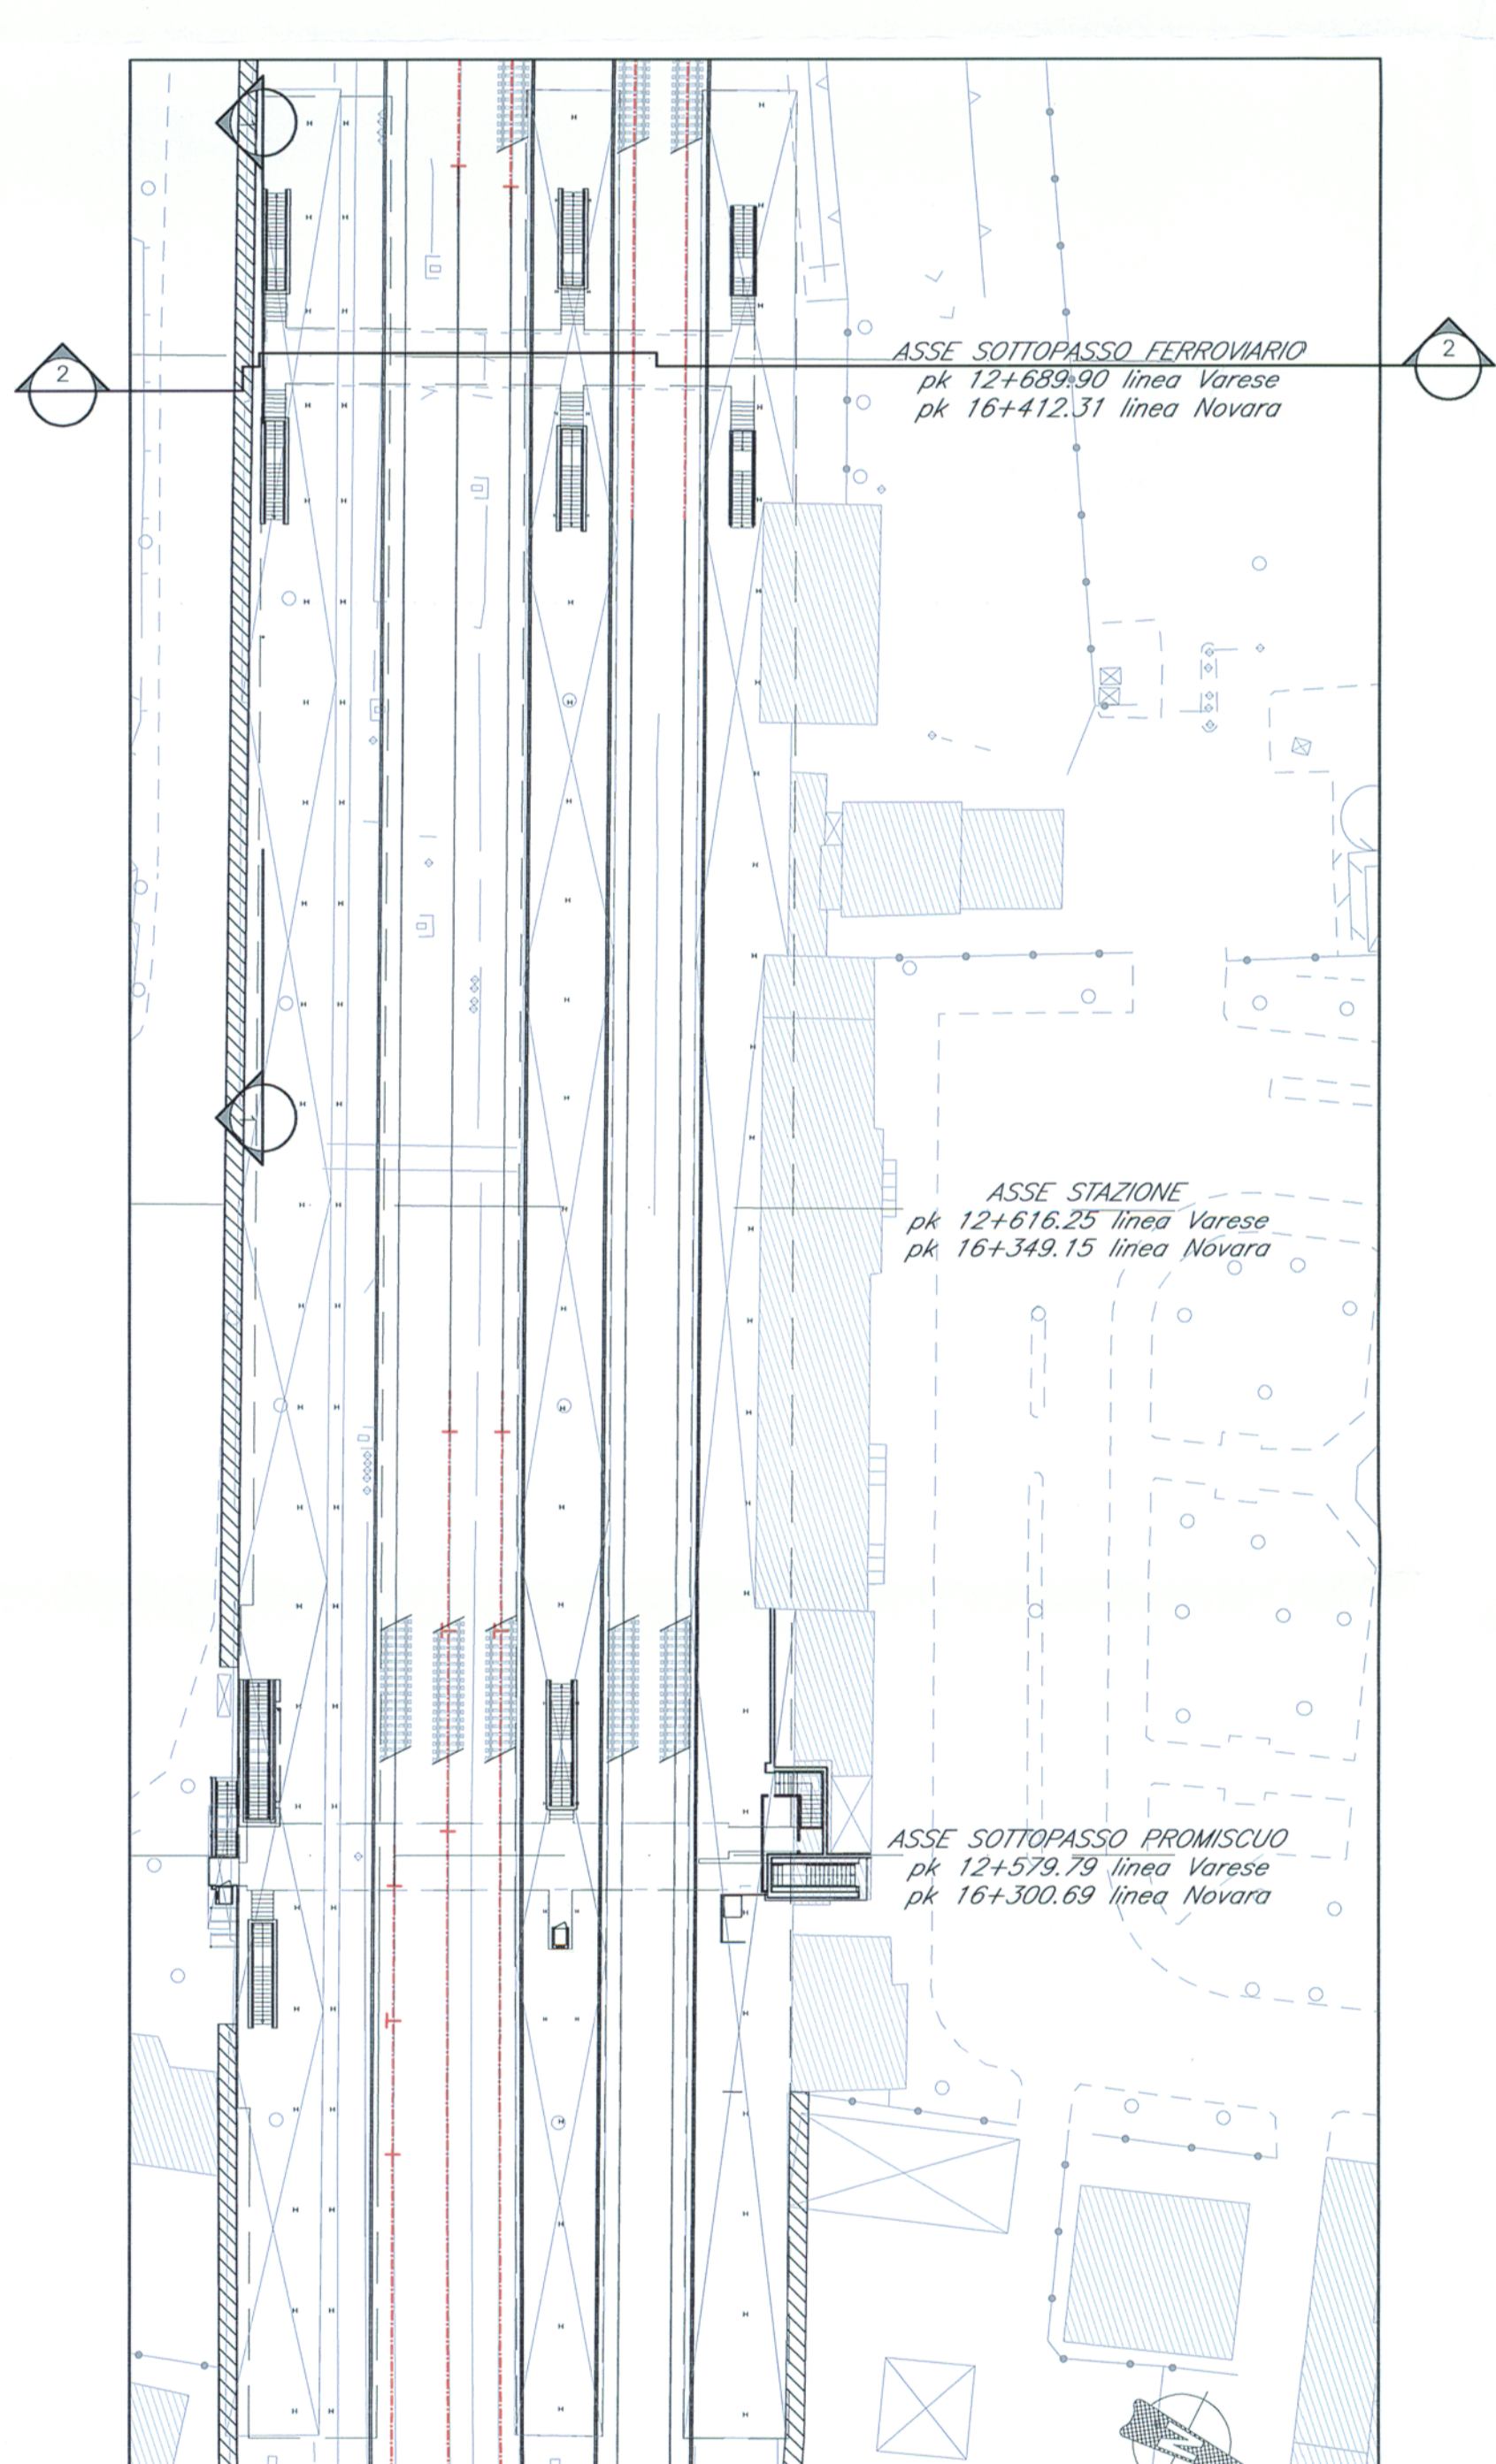 2
2
ASSE SOTTOPASSO FERROVIARIO
pk 12+689.90 linea Varese
pk 16+412.31 linea Novara
ASSE STAZIONE
pk 12+616.25 linea Varese
pk 16+349.15 linea Novara
ASSE SOTTOPASSO PROMISCUO
pk 12+579.79 linea Varese
pk 16+300.69 linea Novara
N